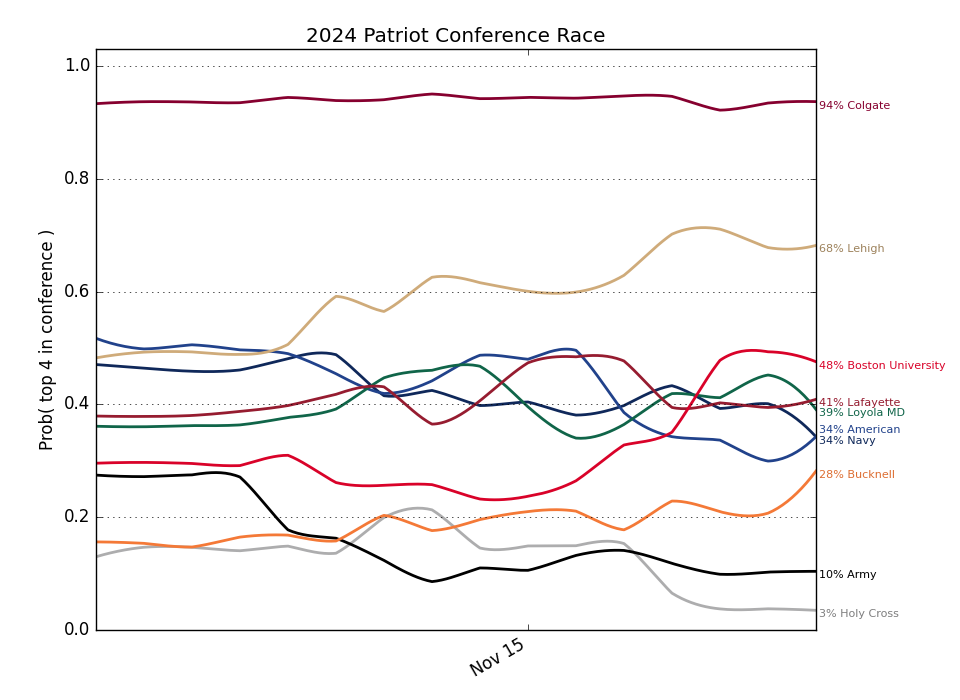 2024 Patriot Conference Race
Prob( top 4 in conference )
1.0
0.8
0.6
0.4
0.2
0.0
Nov 15
94% Colgate
68% Lehigh
48% Boston University
41% Lafayette
39% Loyola MD
34% American
34% Navy
28% Bucknell
10% Army
3% Holy Cross